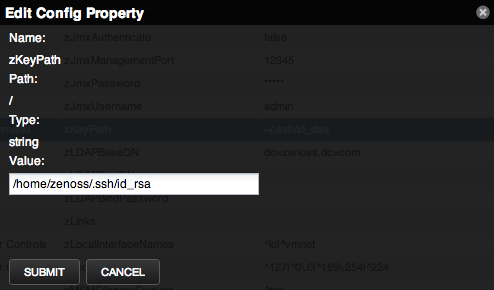 Edit Config Property
Name:
zJmxAuthenticate false
zKeyPath
zJmxManagementPort 12345
Path:
zJmxPassword *****
/
zJmxUsername admin
Type:
zKeyPath ~/.ssh/id_dsa
string
zLDAPBaseDN dc=zenoss,dc=com
Value:
/home/zenoss/.ssh/id_rsa
zLDAPBindPassword
zLinks
Controls zLocalInterfaceNames ^lo|^vmnet
^127|^0\.0|^169\.254|^224
SUBMIT CANCEL